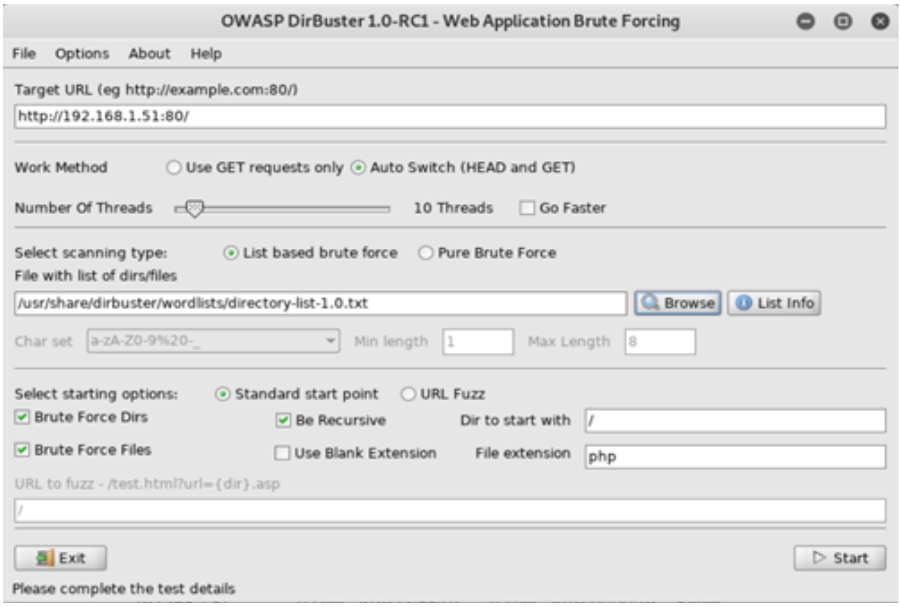 OWASP DirBuster 1.0-RC1 - Web Application Brute Forcing
File Options About Help
Target URL (eg http://example.com:80/)
http://192.168.1.51:80/
Work Method Use GET requests only Auto Switch (HEAD and GET)
Number Of Threads 10 Threads Go Faster
Select scanning type: List based brute force Pure Brute Force
File with list of dirs/files
/usr/share/dirbuster/wordlists/directory-list-1.0.txt Browse List Info
Char set a-zA-Z0-9%20-_ Min length 1 Max Length 8
Select starting options: Standard start point URL Fuzz
Brute Force Dirs Be Recursive Dir to start with /
Brute Force Files Use Blank Extension File extension php
URL to fuzz - /test.html?url={dir}.asp
/
Exit Start
Please complete the test details